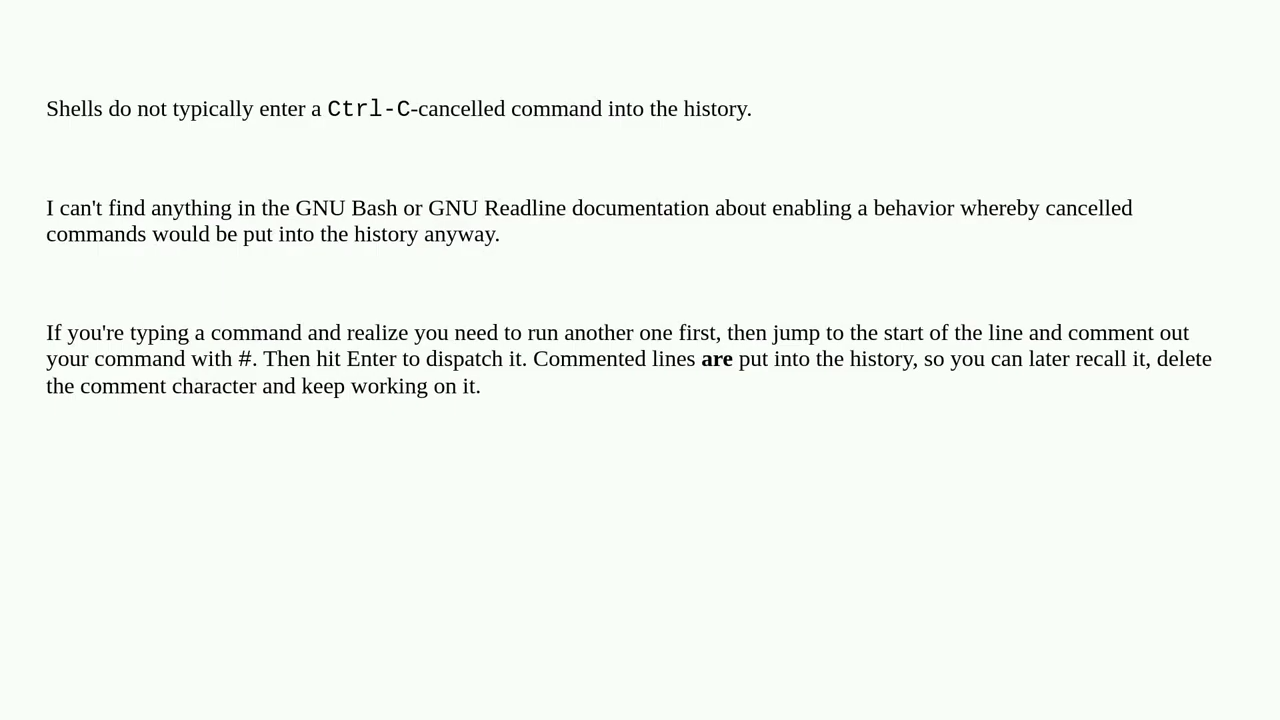 Shells do not typically enter a Ctrl-C-cancelled command into the history.
I can't find anything in the GNU Bash or GNU Readline documentation about enabling a behavior whereby cancelled
commands would be put into the history anyway.
If you're typing a command and realize you need to run another one first, then jump to the start of the line and comment out
your command with #. Then hit Enter to dispatch it. Commented lines are put into the history, so you can later recall it, delete
the comment character and keep working on it.